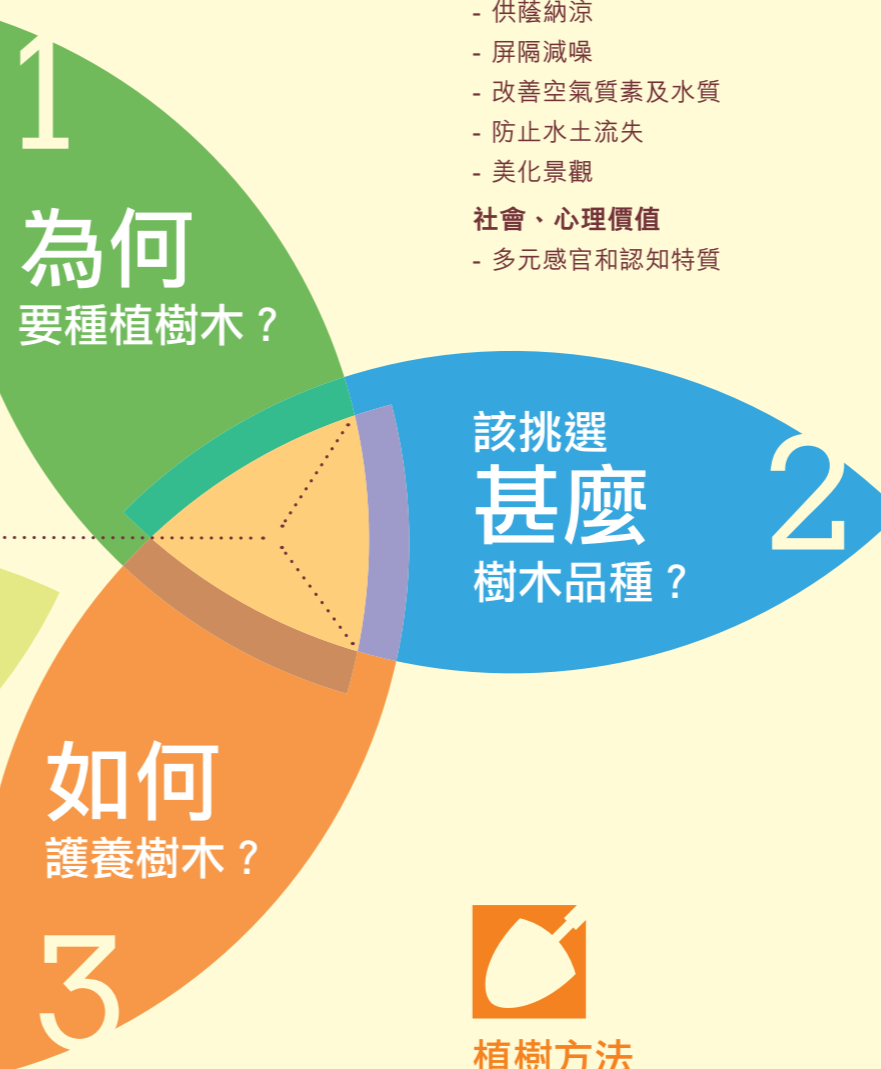 - 供蔭納涼
- 屏隔減噪
- 改善空氣質素及水質
- 防止水土流失
- 美化景觀
社會、心理價值
- 多元感官和認知特質
1
為何
要種植樹木？
該挑選
甚麼
樹木品種？
2
如何
護養樹木？
3
植樹方法